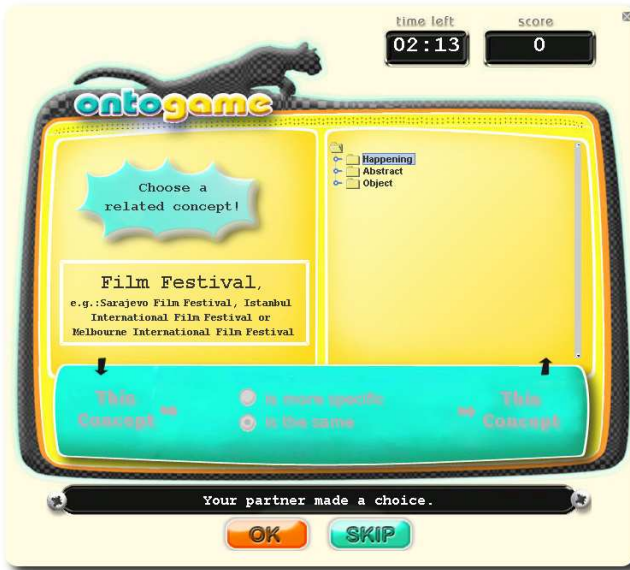 time left
score
02:13
0
ontogame
Choose a
related concept!
Happening
Abstract
Object
Film Festival,
e.g.:Sarajevo Film Festival, Istanbul
International Film Festival or
Melbourne International Film Festival
This
Concept
is more specific
is the same
This
Concept
Your partner made a choice.
OK
SKIP